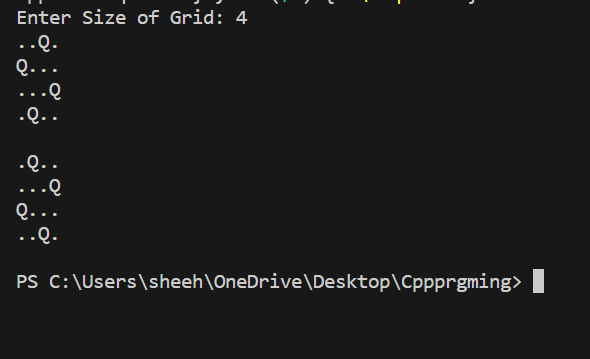 Enter Size of Grid: 4
..Q.
Q...
...Q
.Q..
.Q..
...Q
Q...
..Q.
PS C:\Users\sheeh\OneDrive\Desktop\Cppprgming>